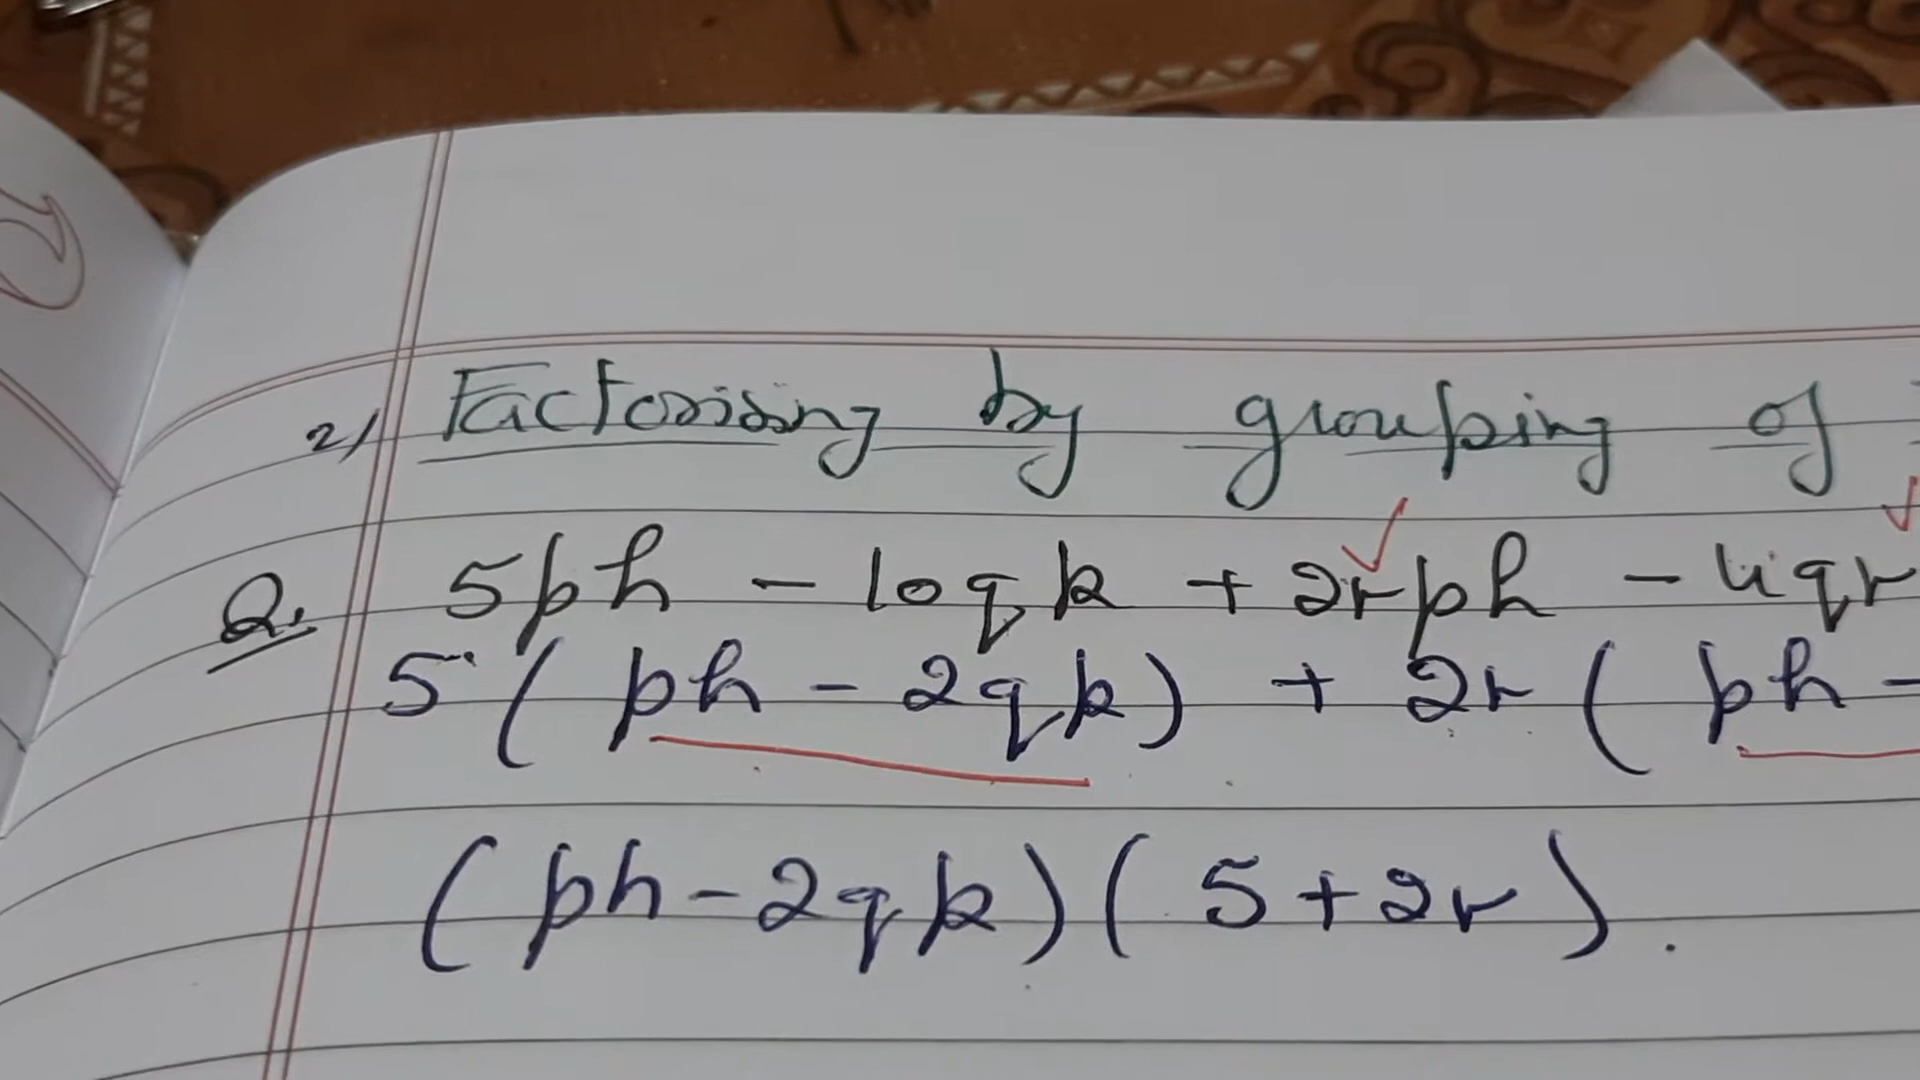 2) Factorising by grouping of
Q. 5ph - 10qk + 2rph - 4qr
5(ph - 2qk) + 2r(ph -
(ph-2qk)(5+2r).